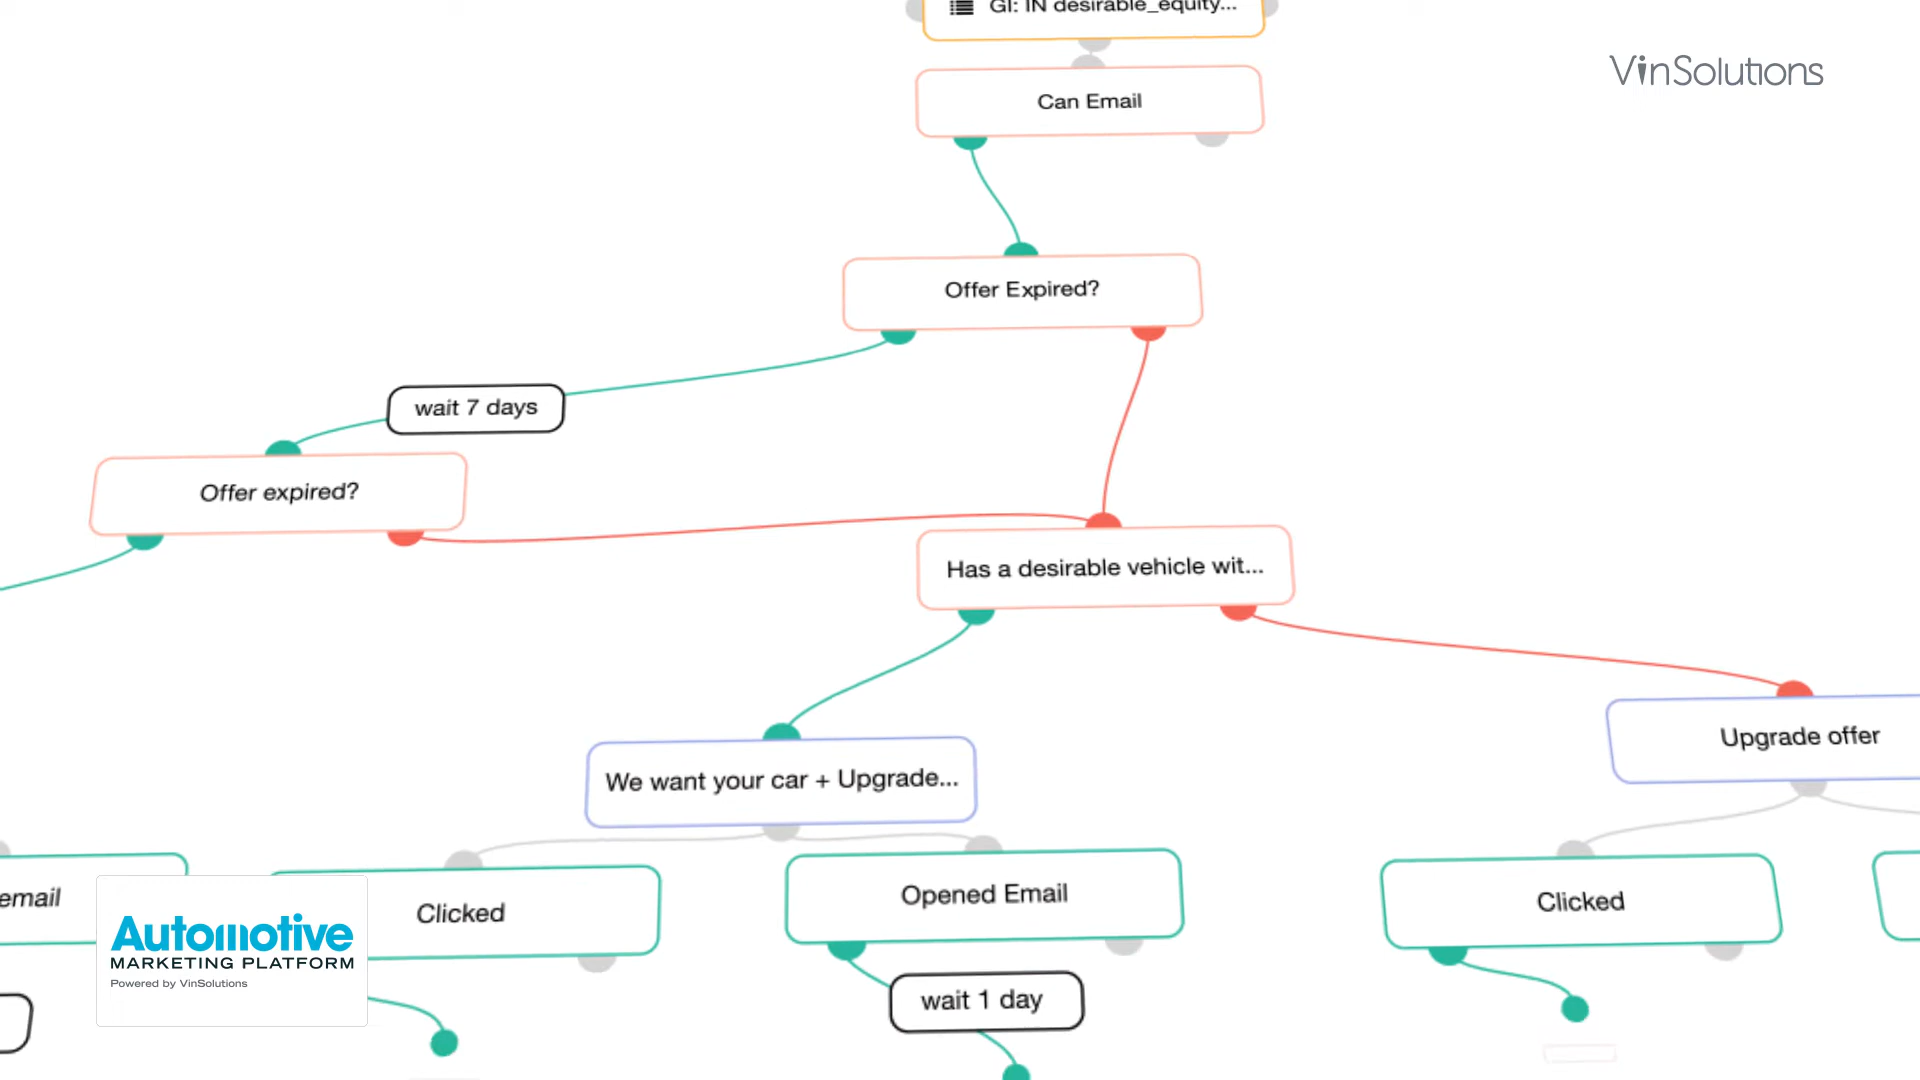 GI: IN desirable_equity...
VinSolutions
Can Email
Offer Expired?
wait 7 days
Offer expired?
Has a desirable vehicle wit...
Upgrade offer
We want your car + Upgrade...
email
Clicked
Opened Email
Clicked
Automotive
MARKETING PLATFORM
Powered by VinSolutions
wait 1 day